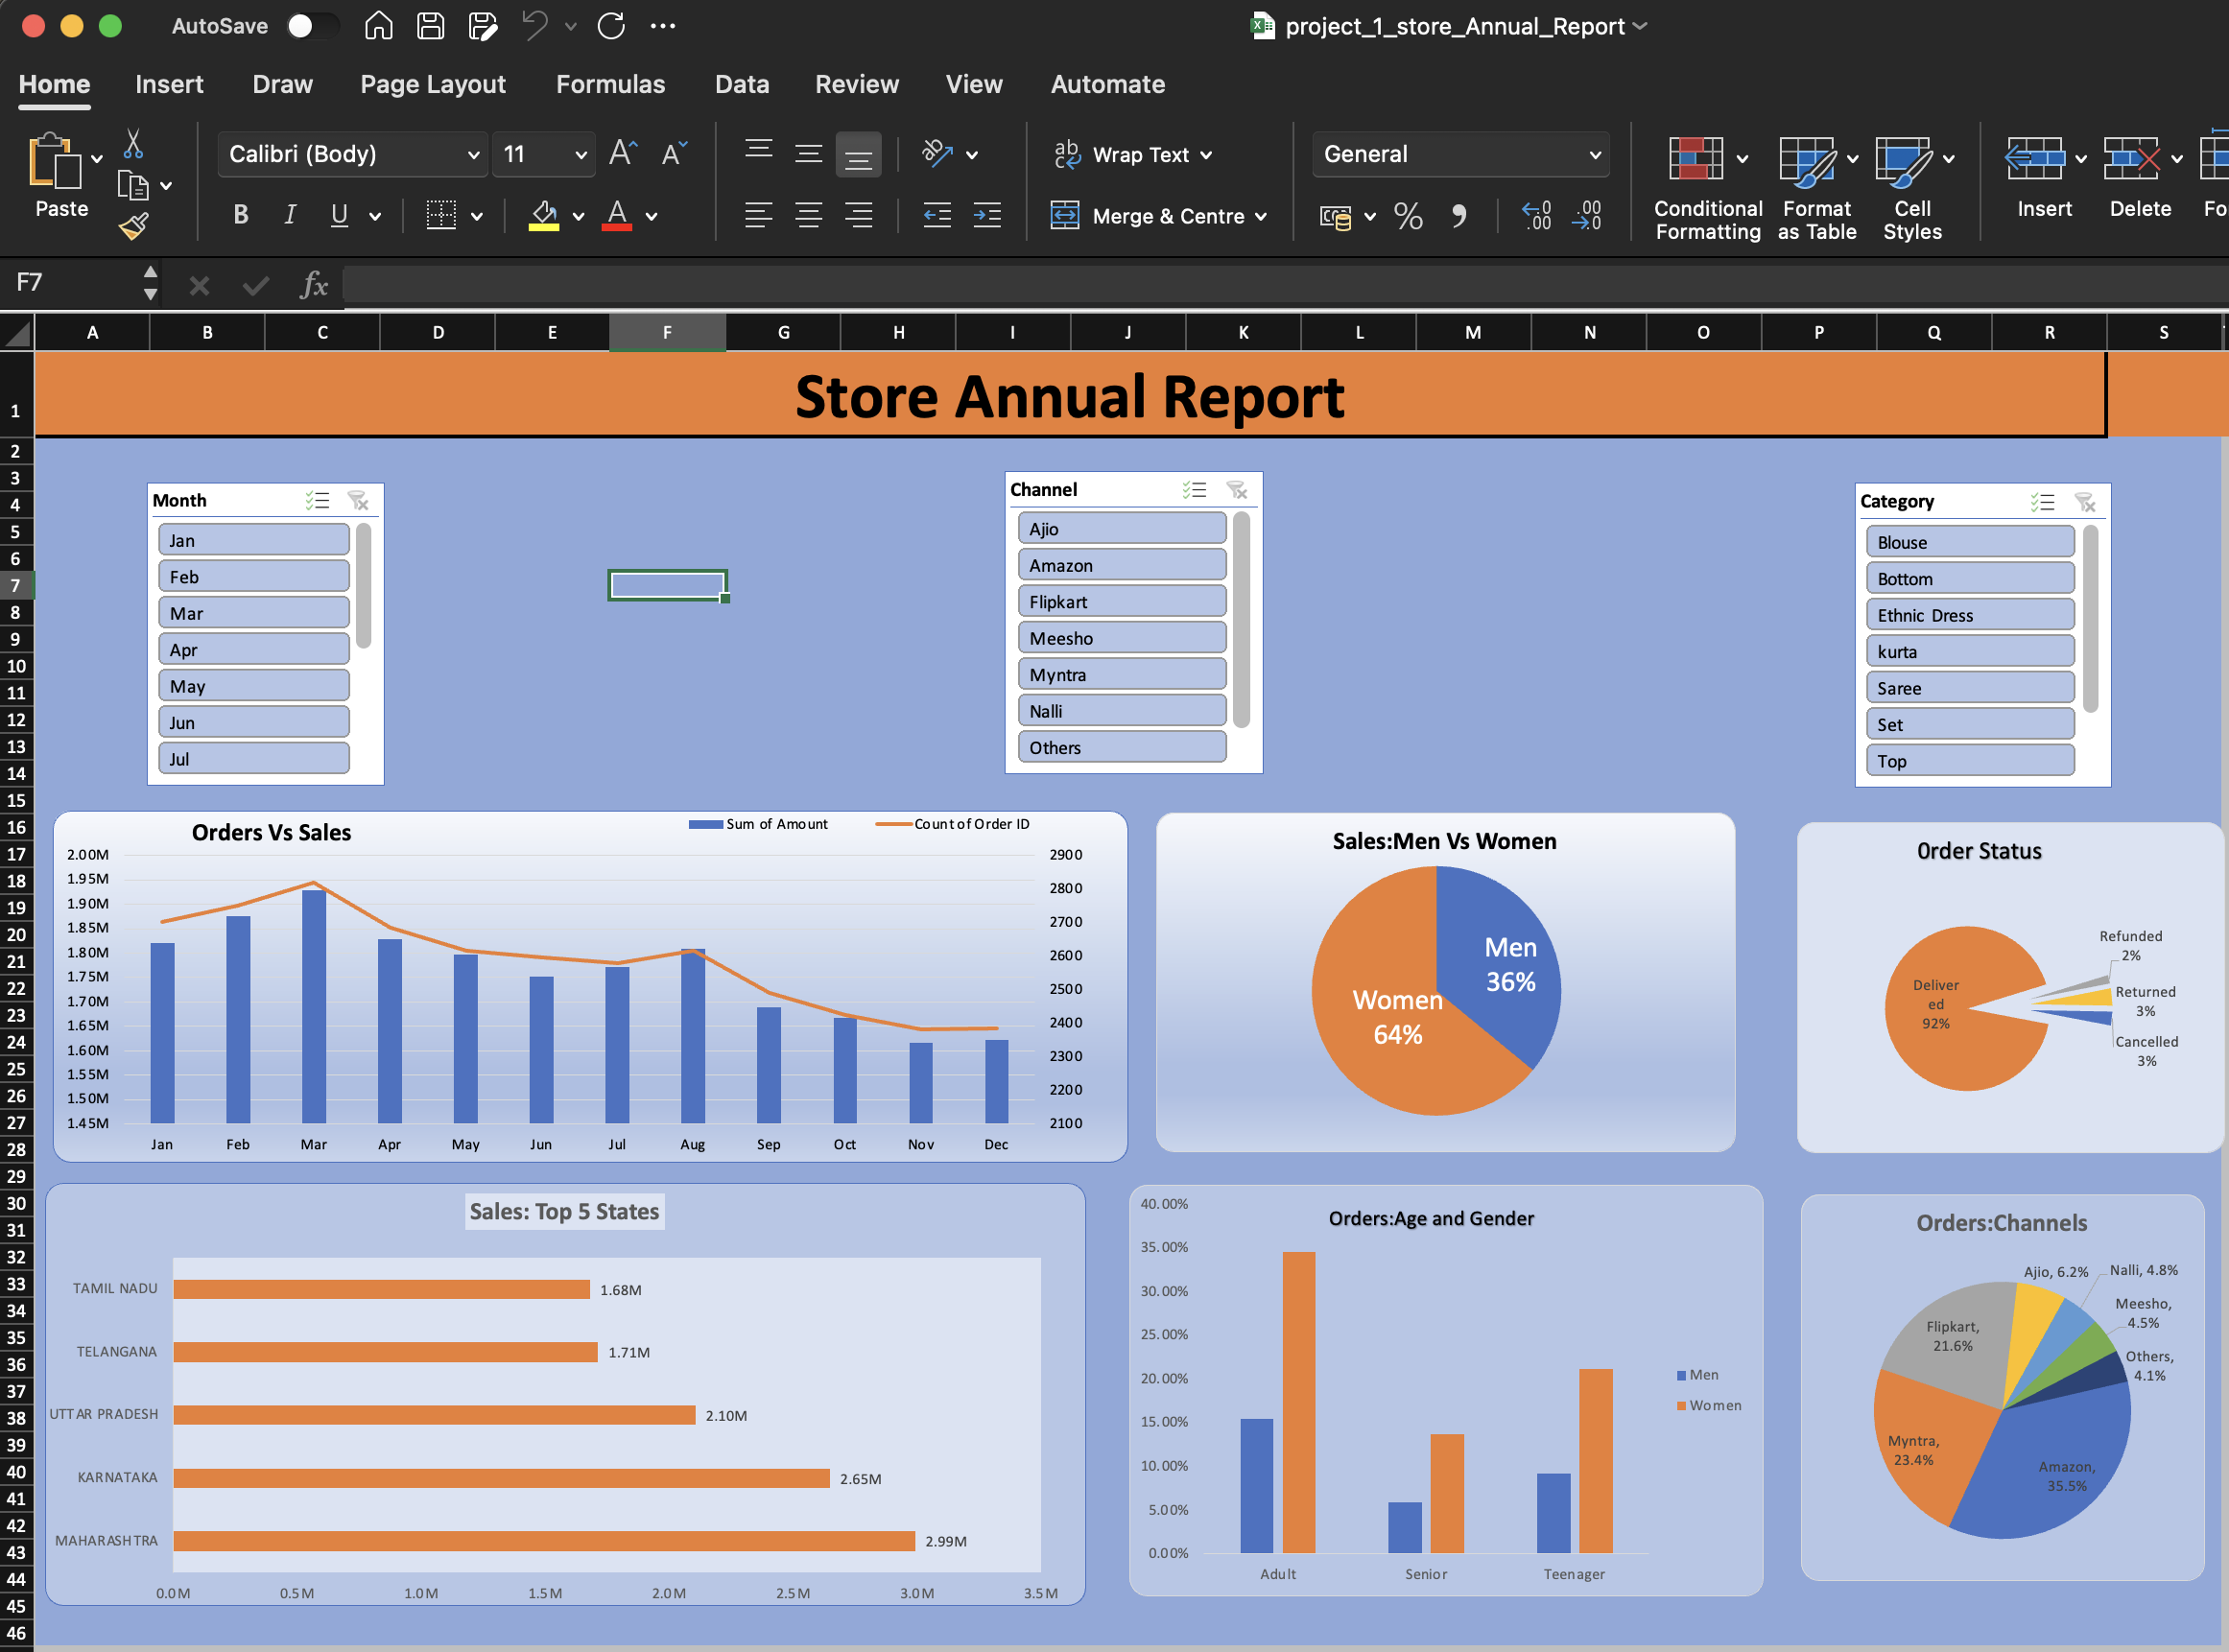 AutoSave
project_1_store_Annual_Report
Home Insert Draw Page Layout Formulas Data Review View Automate
Paste
Calibri (Body) 11
B I U
ab
c
Wrap Text
Merge & Centre
General
Conditional Formatting
Format as Table
Cell Styles
Insert
Delete
Fo
F7
fx
A B C D E F G H I J K L M N O P Q R S
1
2
3
4
5
6
7
8
9
10
11
12
13
14
15
16
17
18
19
20
21
22
23
24
25
26
27
28
29
30
31
32
33
34
35
36
37
38
39
40
41
42
43
44
45
46
Store Annual Report
Month
Jan
Feb
Mar
Apr
May
Jun
Jul
Channel
Ajio
Amazon
Flipkart
Meesho
Myntra
Nalli
Others
Category
Blouse
Bottom
Ethnic Dress
kurta
Saree
Set
Top
Orders Vs Sales
Sum of Amount
Count of Order ID
2.00M
1.95M
1.90M
1.85M
1.80M
1.75M
1.70M
1.65M
1.60M
1.55M
1.50M
1.45M
2900
2800
2700
2600
2500
2400
2300
2200
2100
Jan Feb Mar Apr May Jun Jul Aug Sep Oct Nov Dec
Sales:Men Vs Women
Men
36%
Women
64%
0rder Status
Deliver
ed
92%
Refunded
2%
Returned
3%
Cancelled
3%
Sales: Top 5 States
TAMIL NADU 1.68M
TELANGANA 1.71M
UTTAR PRADESH 2.10M
KARNATAKA 2.65M
MAHARASHTRA 2.99M
0.0M 0.5M 1.0M 1.5M 2.0M 2.5M 3.0M 3.5M
Orders:Age and Gender
40.00%
35.00%
30.00%
25.00%
20.00%
15.00%
10.00%
5.00%
0.00%
Adult Senior Teenager
Men
Women
Orders:Channels
Ajio, 6.2%
Nalli, 4.8%
Meesho,
4.5%
Others,
4.1%
Flipkart,
21.6%
Myntra,
23.4%
Amazon,
35.5%